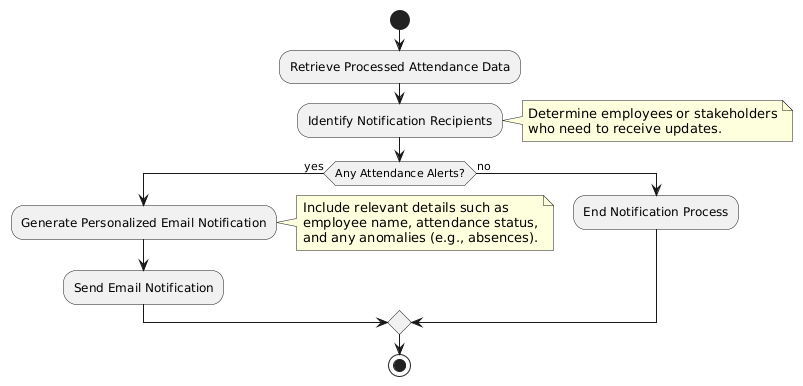 Retrieve Processed Attendance Data
Identify Notification Recipients
Determine employees or stakeholders
who need to receive updates.
Any Attendance Alerts?
yes
no
Generate Personalized Email Notification
Include relevant details such as
employee name, attendance status,
and any anomalies (e.g., absences).
Send Email Notification
End Notification Process